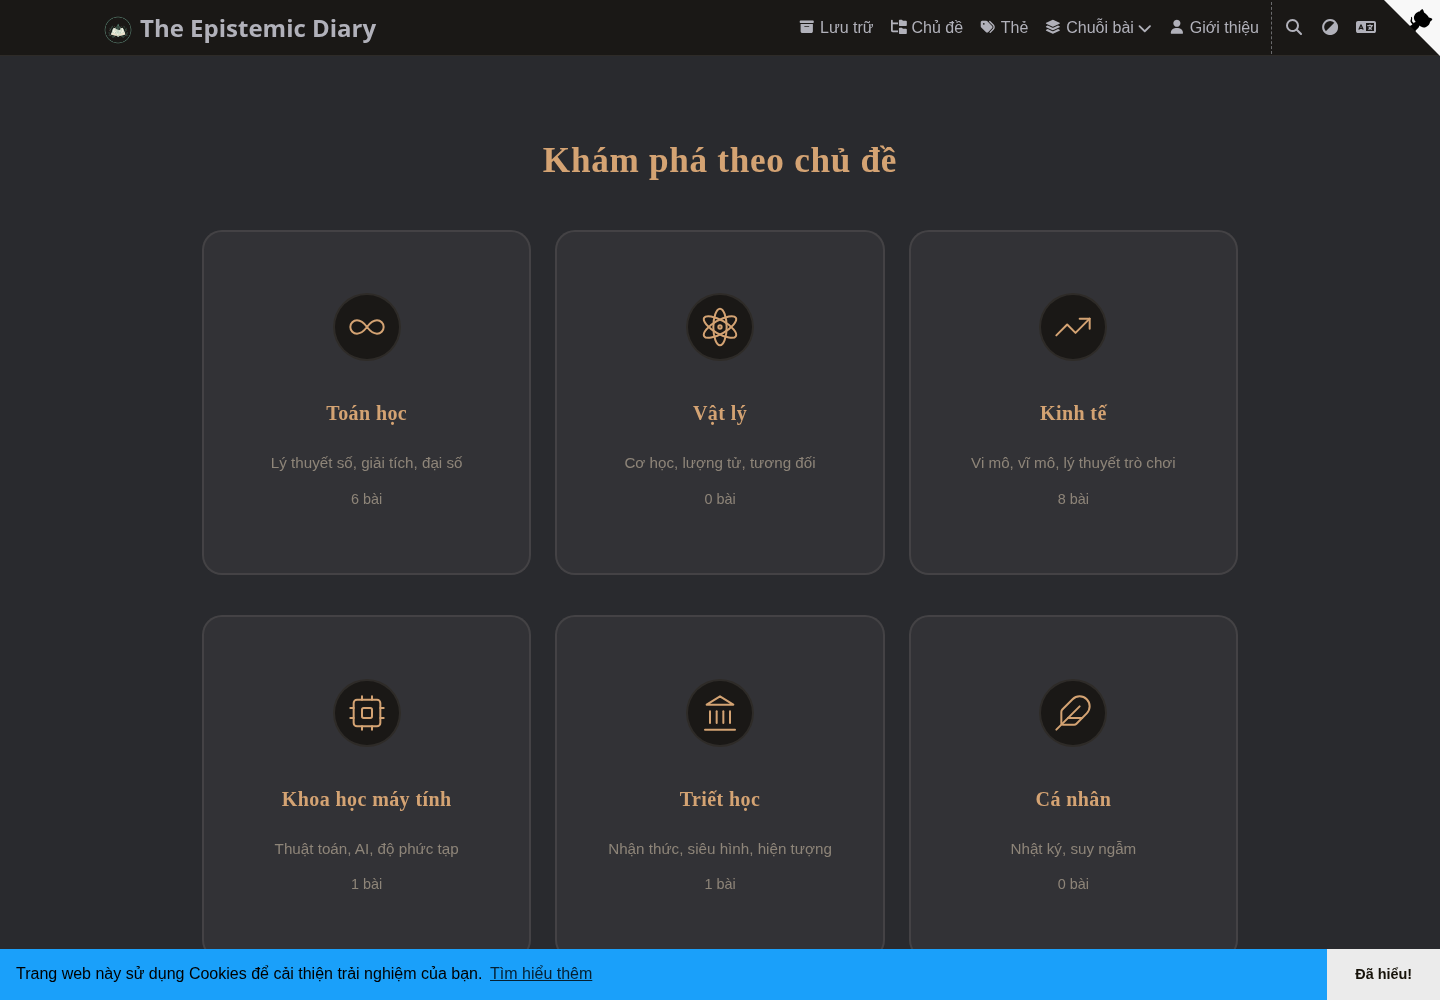 The Epistemic Diary
Lưu trữ Chủ đề Thẻ Chuỗi bài Giới thiệu
Khám phá theo chủ đề
Toán học
Lý thuyết số, giải tích, đại số
6 bài
Vật lý
Cơ học, lượng tử, tương đối
0 bài
Kinh tế
Vi mô, vĩ mô, lý thuyết trò chơi
8 bài
Khoa học máy tính
Thuật toán, AI, độ phức tạp
1 bài
Triết học
Nhận thức, siêu hình, hiện tượng
1 bài
Cá nhân
Nhật ký, suy ngẫm
0 bài
Trang web này sử dụng Cookies để cải thiện trải nghiệm của bạn. Tìm hiểu thêm
Đã hiểu!